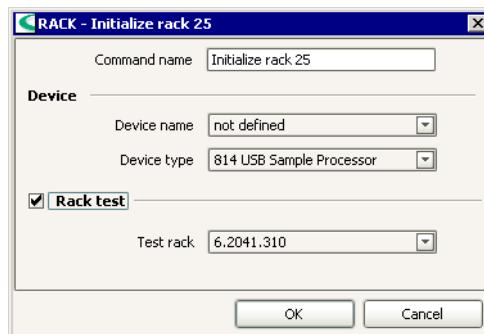 RACK - Initialize rack 25
Command name Initialize rack 25
Device
Device name not defined
Device type 814 USB Sample Processor
Rack test
Test rack 6.2041.310
OK Cancel